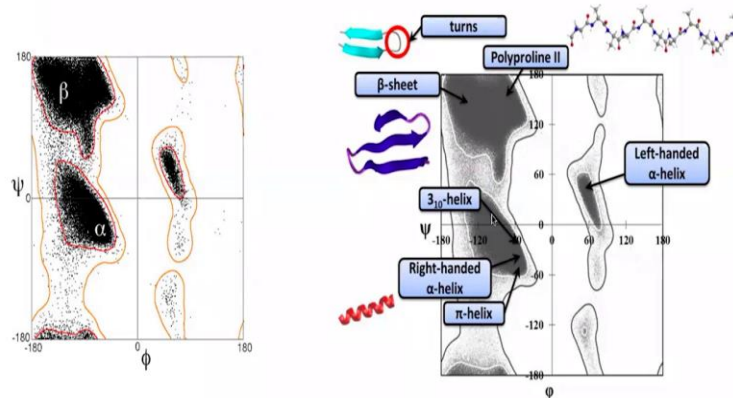 turns
Polyproline II
β-sheet
180
β
ψ
0
α
-180
-180
0
180
ϕ
180
120
60
0
-60
-120
-180
Left-handed
α-helix
3₁₀-helix
ψ
-180
-120
-60
0
60
120
180
Right-handed
α-helix
π-helix
φ